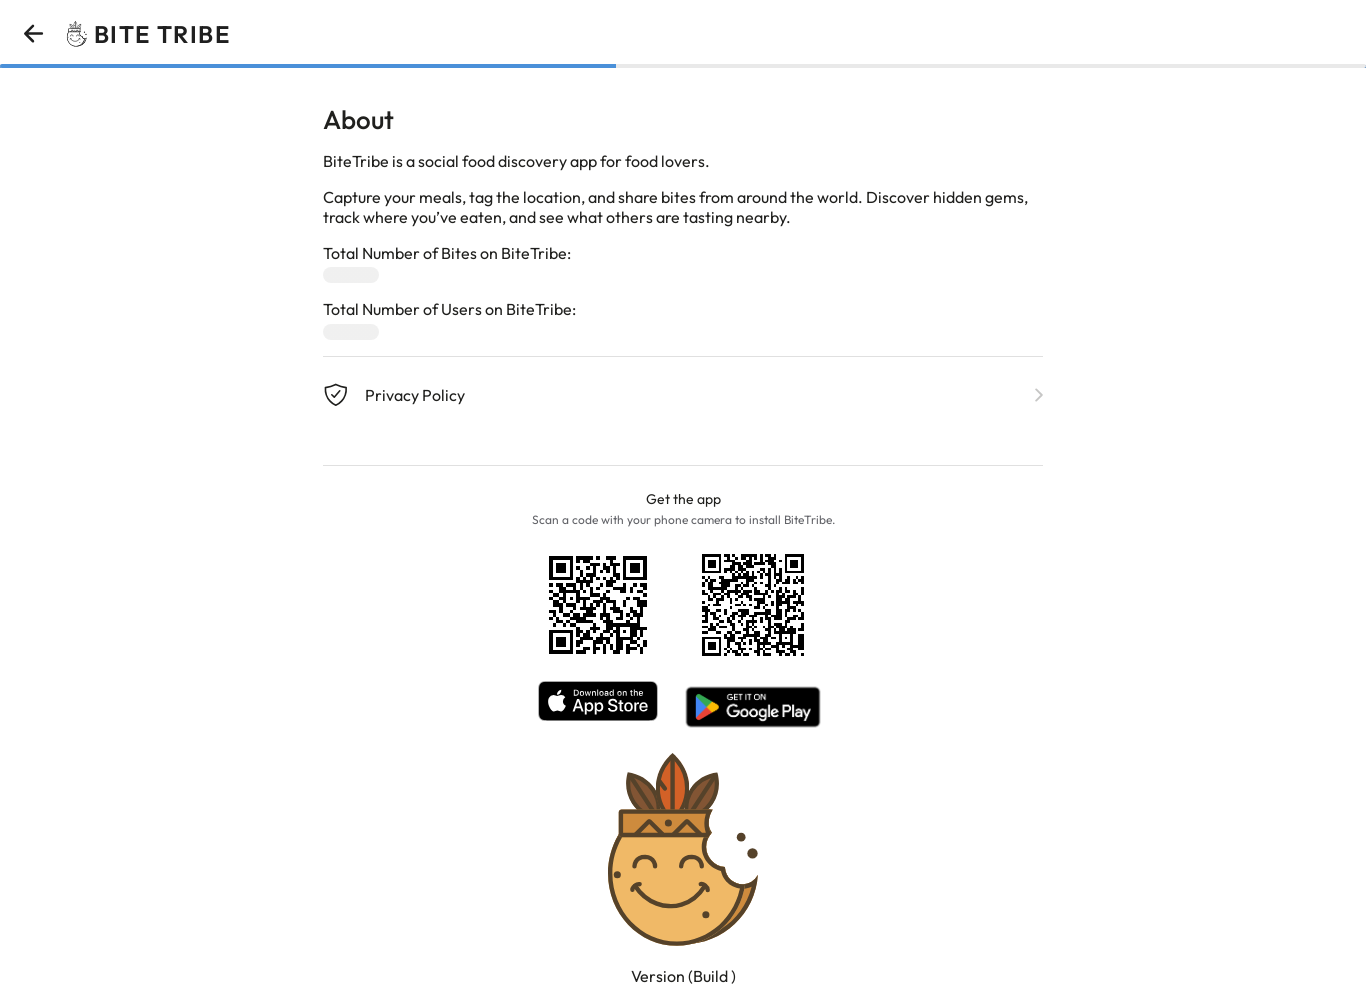 BITE TRIBE
About
BiteTribe is a social food discovery app for food lovers.
Capture your meals, tag the location, and share bites from around the world. Discover hidden gems,
track where you’ve eaten, and see what others are tasting nearby.
Total Number of Bites on BiteTribe:
Total Number of Users on BiteTribe:
Privacy Policy
Get the app
Scan a code with your phone camera to install BiteTribe.
Download on the
App Store
GET IT ON
Google Play
Version (Build )